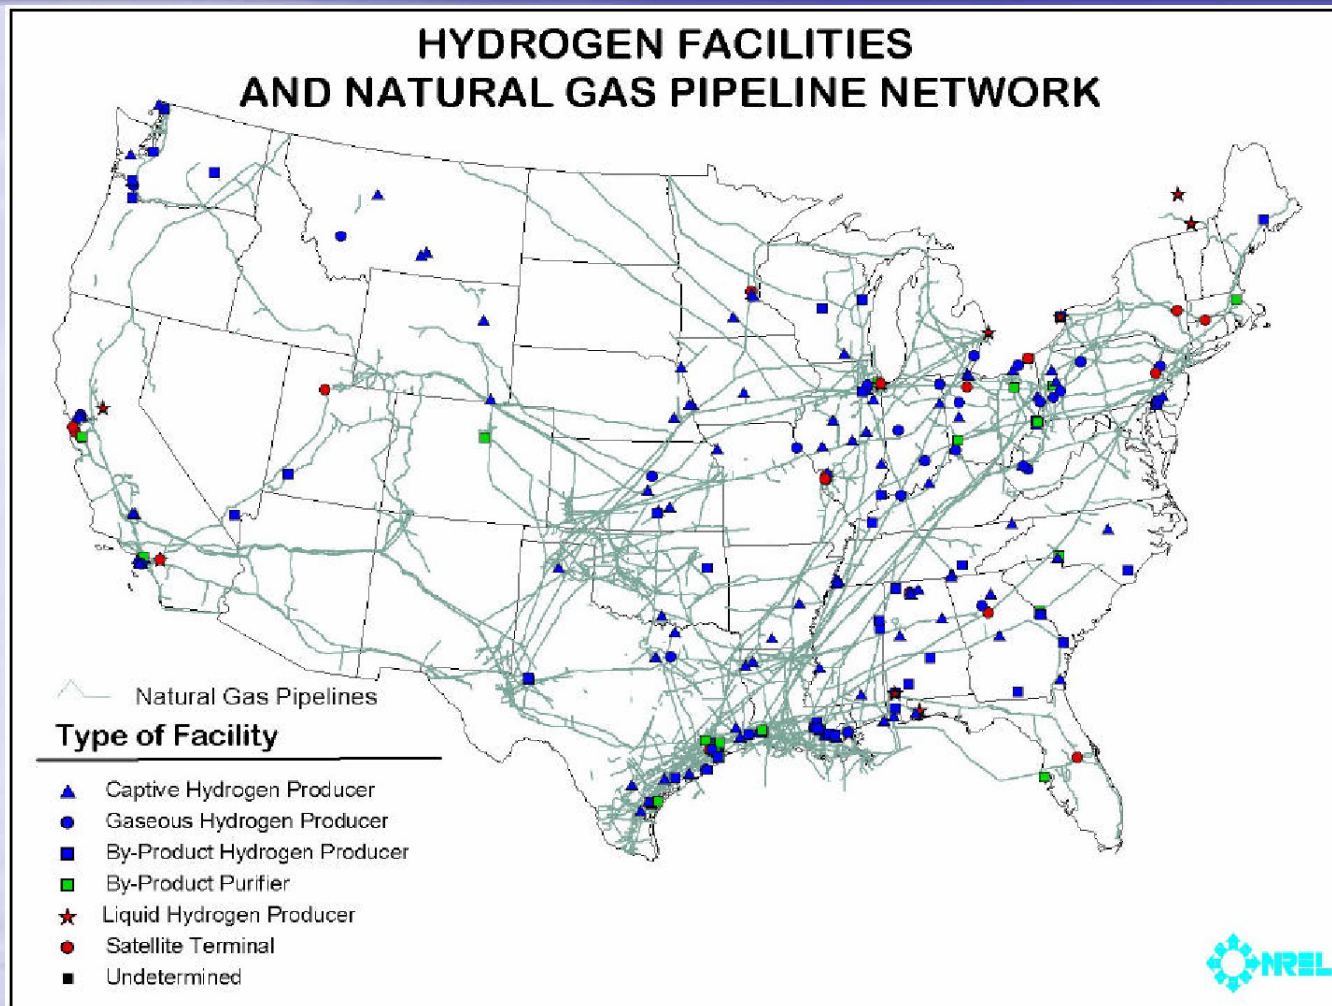 HYDROGEN FACILITIES
AND NATURAL GAS PIPELINE NETWORK
Natural Gas Pipelines
Type of Facility
Captive Hydrogen Producer
Gaseous Hydrogen Producer
By-Product Hydrogen Producer
By-Product Purifier
Liquid Hydrogen Producer
Satellite Terminal
Undetermined
NREL